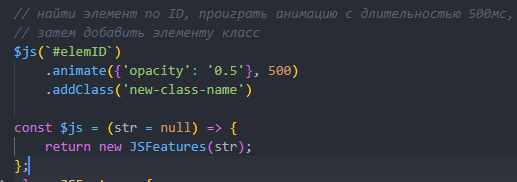 // найти элемент по ID, проиграть анимацию с длительностью 500мс,
// затем добавить элементу класс
$js(`#elemID`)
.animate({'opacity': '0.5'}, 500)
.addClass('new-class-name')
const $js = (str = null) => {
return new JSFeatures(str);
};